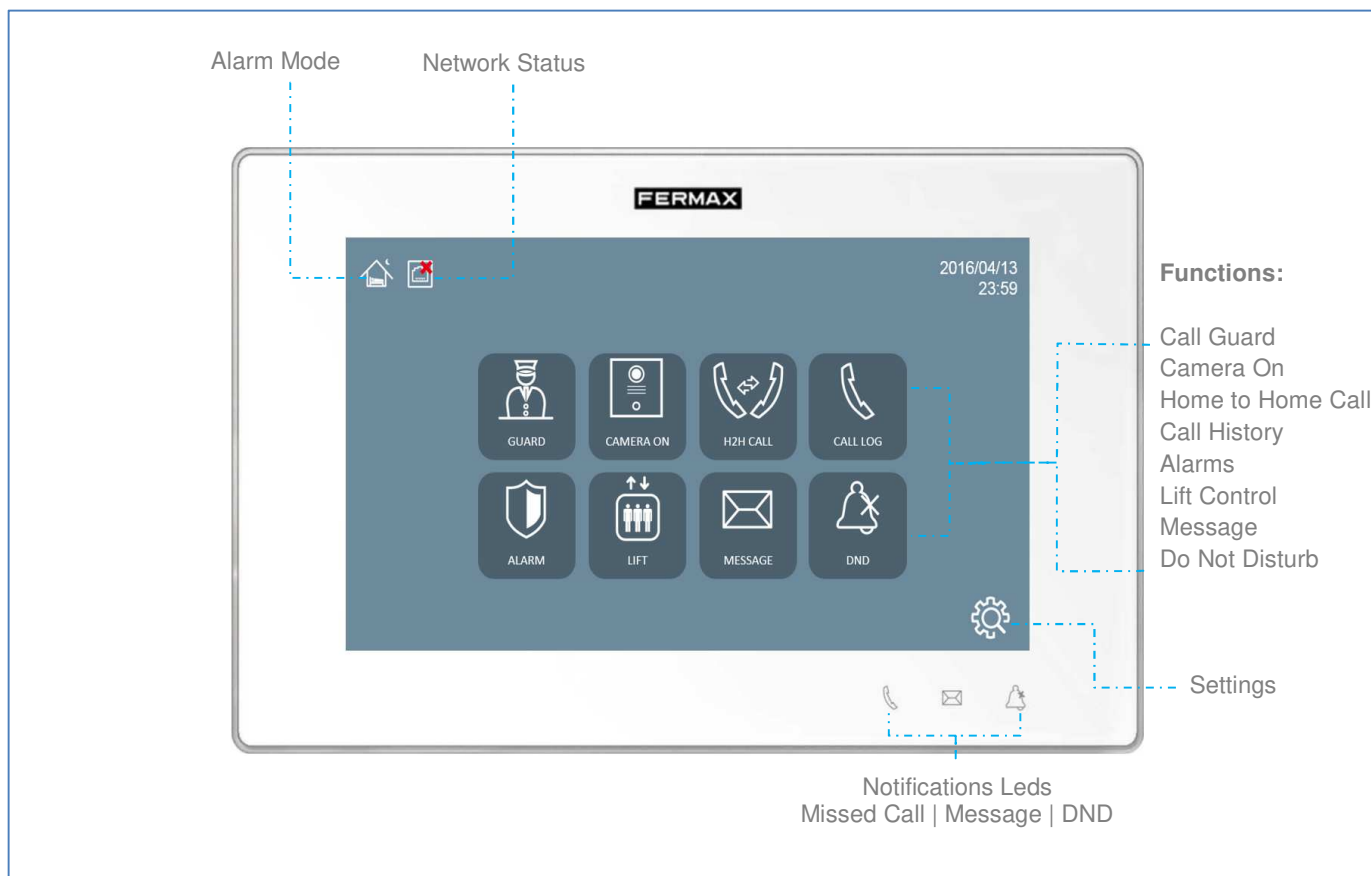 Alarm Mode
Network Status
FERMAX
2016/04/13
23:59
GUARD
CAMERA ON
H2H CALL
CALL LOG
ALARM
LIFT
MESSAGE
DND
Functions:
Call Guard
Camera On
Home to Home Call
Call History
Alarms
Lift Control
Message
Do Not Disturb
Settings
Notifications Leds
Missed Call | Message | DND